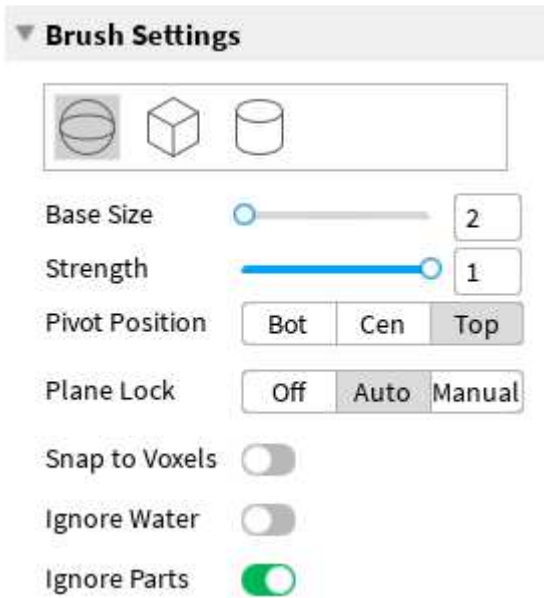 Brush Settings
Base Size 2
Strength 1
Pivot Position Bot Cen Top
Plane Lock Off Auto Manual
Snap to Voxels
Ignore Water
Ignore Parts